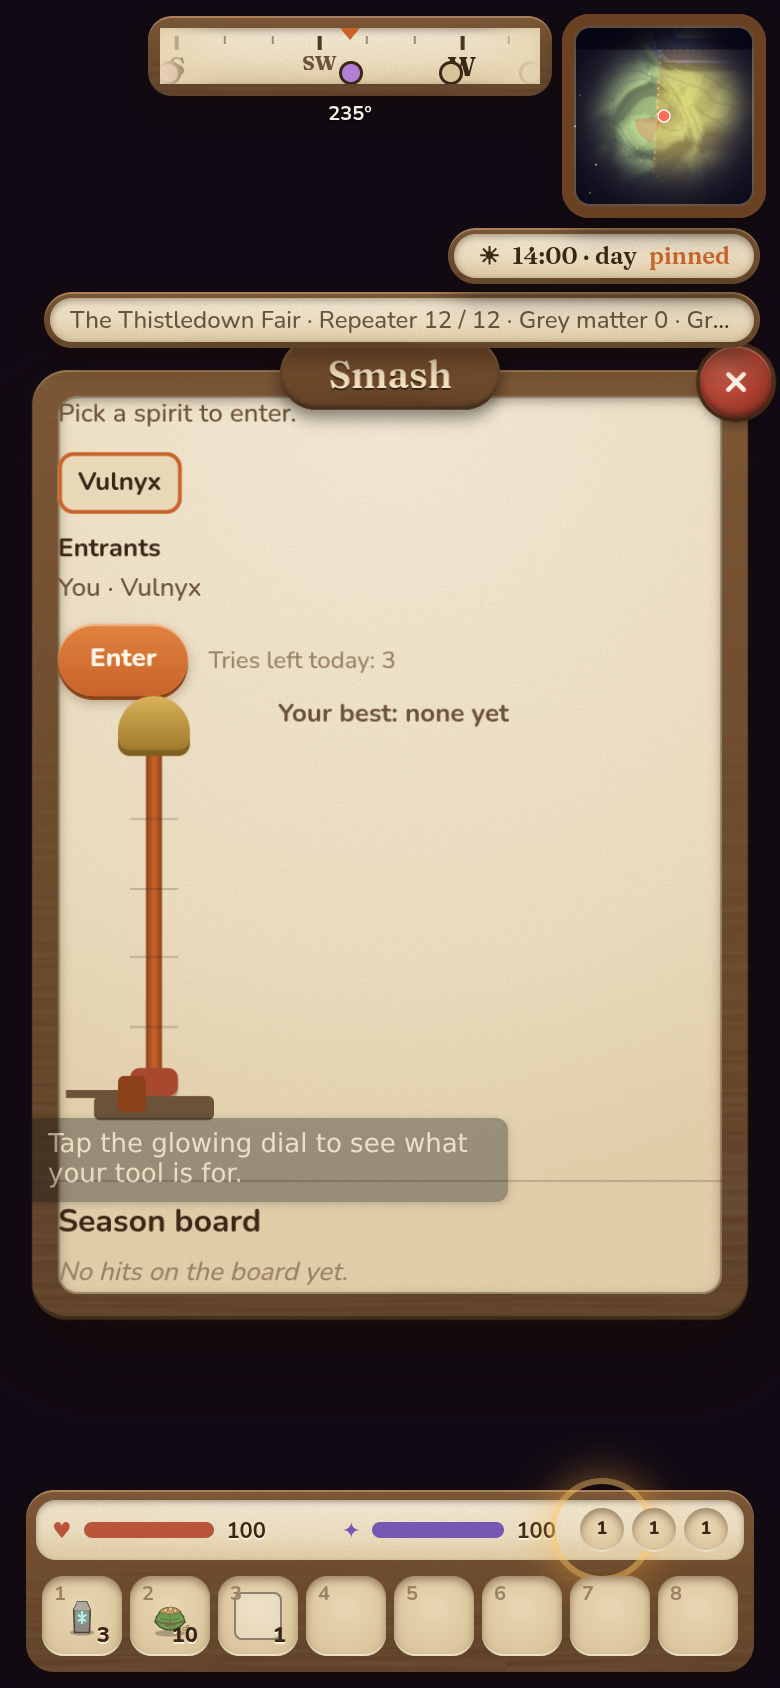 S
SW
W
235°
14:00 · day pinned
The Thistledown Fair · Repeater 12 / 12 · Grey matter 0 · Gr...
Smash
Pick a spirit to enter.
Vulnyx
Entrants
You · Vulnyx
Enter
Tries left today: 3
Your best: none yet
Tap the glowing dial to see what
your tool is for.
Season board
No hits on the board yet.
100
100
1 1 1
1 2 3 4 5 6 7 8
3 10 1